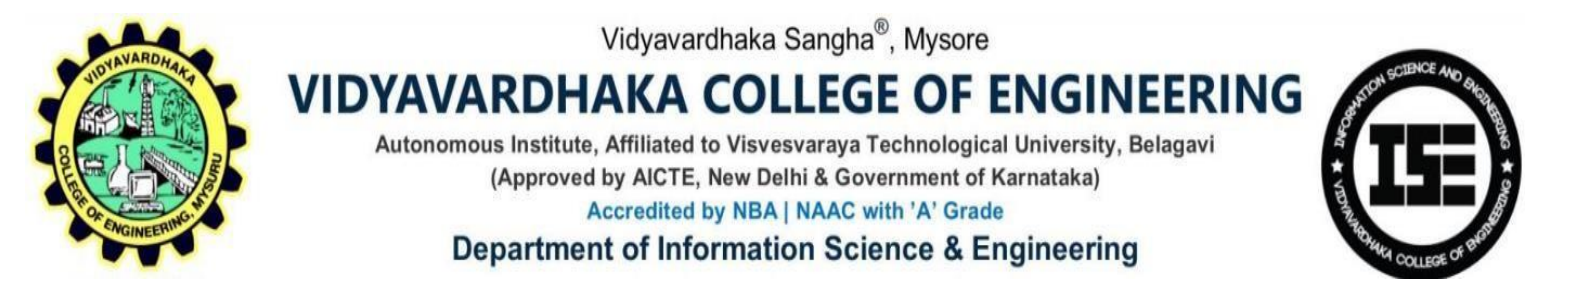 VIDYAVARDHAKA
COLLEGE OF ENGINEERING, MYSURU
Vidyavardhaka Sangha®, Mysore
VIDYAVARDHAKA COLLEGE OF ENGINEERING
Autonomous Institute, Affiliated to Visvesvaraya Technological University, Belagavi
(Approved by AICTE, New Delhi & Government of Karnataka)
Accredited by NBA | NAAC with 'A' Grade
Department of Information Science & Engineering
INFORMATION SCIENCE AND ENGINEERING
ISE
VIDYAVARDHAKA COLLEGE OF ENGINEERING